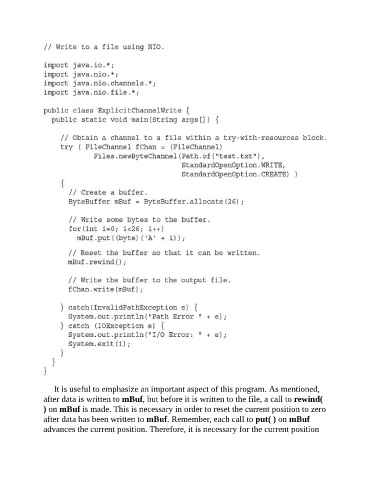 // Write to a file using NIO.

import java.io.*;
import java.nio.*;
import java.nio.channels.*;
import java.nio.file.*;

public class ExplicitChannelWrite {
  public static void main(String args[]) {

    // Obtain a channel to a file within a try-with-resources block.
    try ( FileChannel fChan = (FileChannel)
            Files.newByteChannel(Path.of("test.txt"),
                                 StandardOpenOption.WRITE,
                                 StandardOpenOption.CREATE) )
    {
      // Create a buffer.
      ByteBuffer mBuf = ByteBuffer.allocate(26);

      // Write some bytes to the buffer.
      for(int i=0; i<26; i++)
        mBuf.put((byte)('A' + i));

      // Reset the buffer so that it can be written.
      mBuf.rewind();

      // Write the buffer to the output file.
      fChan.write(mBuf);

    } catch(InvalidPathException e) {
      System.out.println("Path Error " + e);
    } catch (IOException e) {
      System.out.println("I/O Error: " + e);
      System.exit(1);
    }
  }
}

It is useful to emphasize an important aspect of this program. As mentioned,
after data is written to mBuf, but before it is written to the file, a call to rewind(
) on mBuf is made. This is necessary in order to reset the current position to zero
after data has been written to mBuf. Remember, each call to put( ) on mBuf
advances the current position. Therefore, it is necessary for the current position